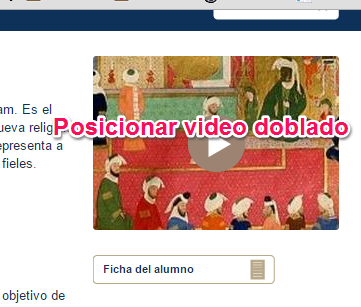 am. Es el
ueva relig
Posicionar video doblado
epresenta a
fieles.
Ficha del alumno
objetivo de